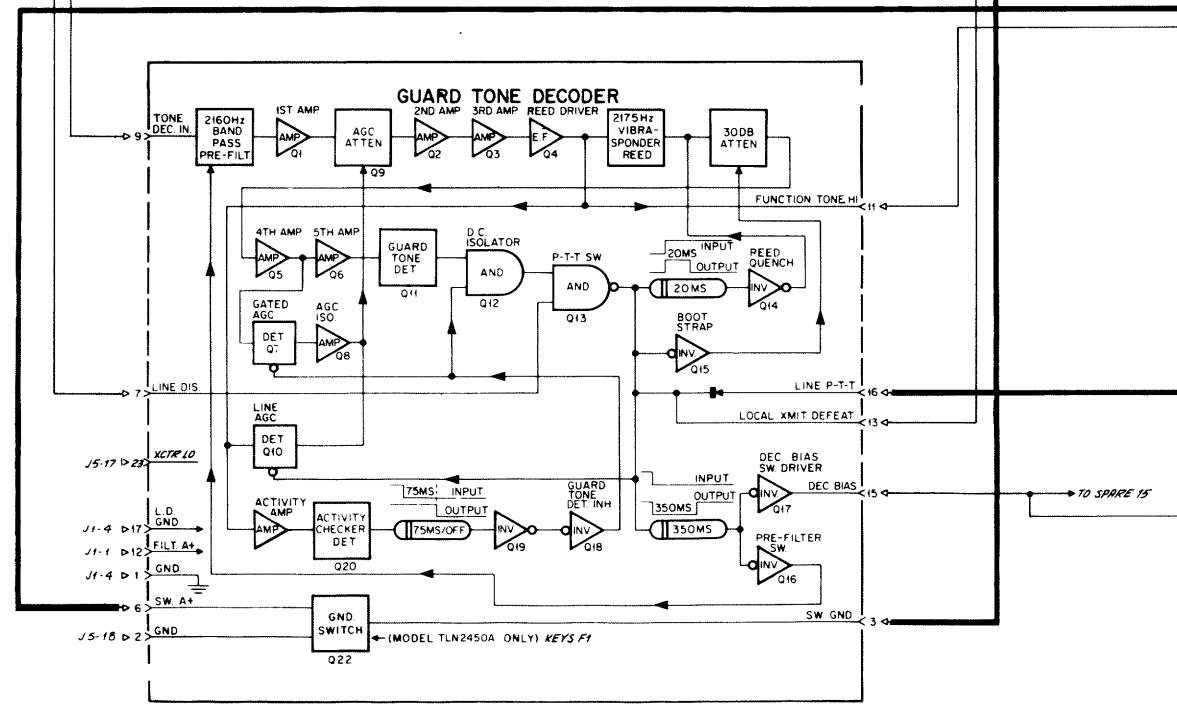 GUARD TONE DECODER
9 TONE DEC. IN.
2160HZ BAND PASS PRE-FILT.
1ST AMP
AMP
Q1
AGC ATTEN
Q9
2ND AMP
AMP
Q2
3RD AMP
AMP
Q3
REED DRIVER
E.F
Q4
2175HZ VIBRA-SPONDER REED
30DB ATTEN
FUNCTION TONE HI 11
4TH AMP
AMP
Q5
5TH AMP
AMP
Q6
GUARD TONE DET
Q11
D.C. ISOLATOR
AND
Q12
P-T-T SW.
AND
Q13
INPUT
20MS
OUTPUT
20MS
REED QUENCH
INV
Q14
GATED AGC
DET Q7
AGC ISO.
AMP
Q8
BOOT STRAP
INV.
Q15
7 LINE DIS.
LINE P-T-T 16
LOCAL XMIT DEFEAT 13
LINE AGC
DET Q10
J5-17 23 XCTR LO
L.D. GND
J1-4 17
J1-1 12 FILT. A+
J1-4 1 GND
ACTIVITY AMP
AMP
ACTIVITY CHECKER DET
Q20
75MS INPUT
OUTPUT
75MS/OFF
INV
Q19
GUARD TONE DET. INH
INV
Q18
INPUT
OUTPUT
350MS
350MS
DEC BIAS SW. DRIVER
INV
Q17
DEC BIAS 15
TO SPARE 15
PRE-FILTER SW.
INV
Q16
6 SW. A+
J5-18 2 GND
GND. SWITCH
Q22
(MODEL TLN2450A ONLY) KEYS F1
SW GND 3